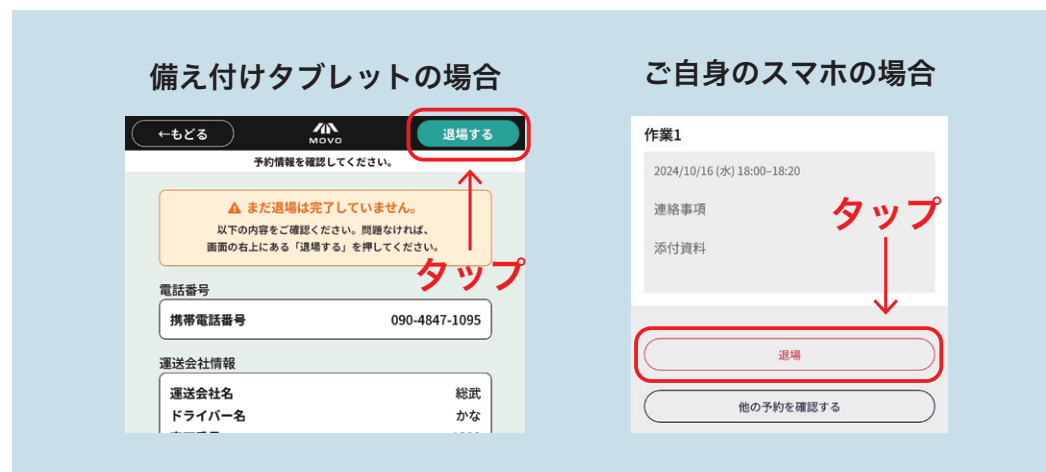 備え付けタブレットの場合
←もどる
MOVO
退場する
予約情報を確認してください。
まだ退場は完了していません。
以下の内容をご確認ください。問題なければ、
画面の右上にある「退場する」を押してください。
タップ
電話番号
携帯電話番号 090-4847-1095
運送会社情報
運送会社名 総武
ドライバー名 かな
ご自身のスマホの場合
作業1
2024/10/16 (水) 18:00–18:20
連絡事項
タップ
添付資料
退場
他の予約を確認する